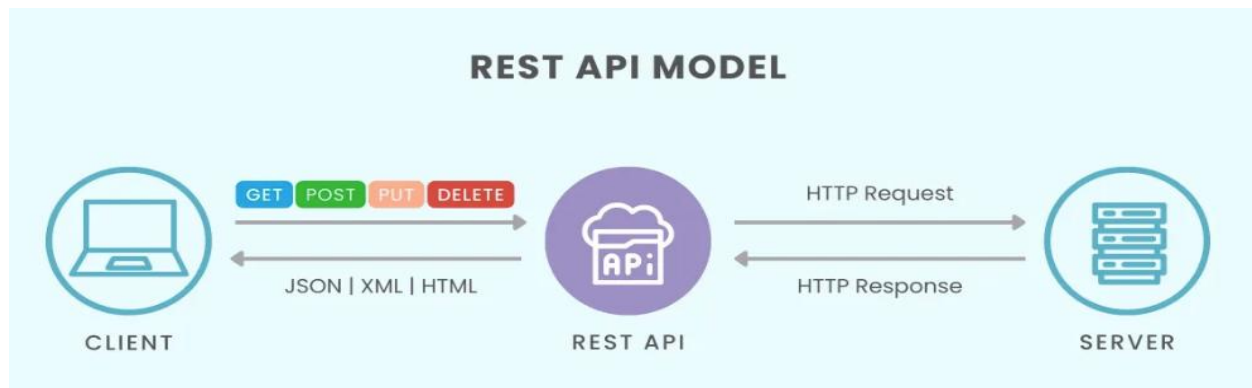 REST API MODEL
GET POST PUT DELETE
JSON | XML | HTML
HTTP Request
HTTP Response
APi
CLIENT
REST API
SERVER